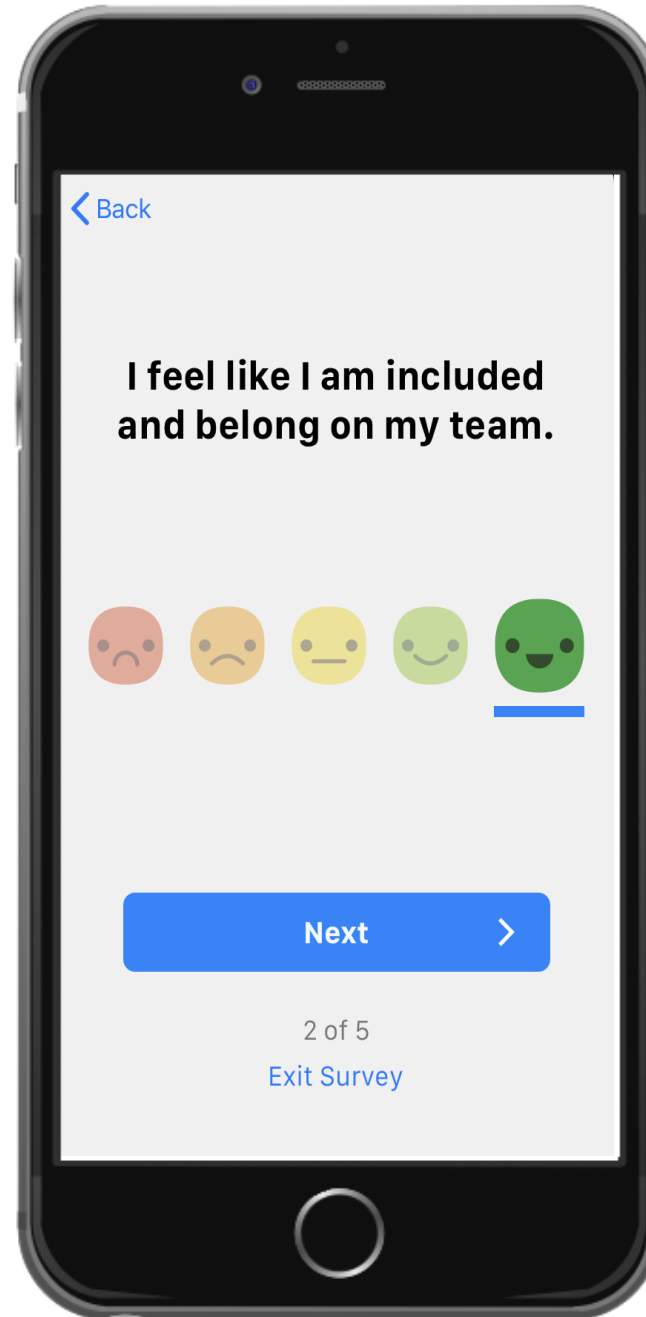 Back
I feel like I am included
and belong on my team.
Next
2 of 5
Exit Survey